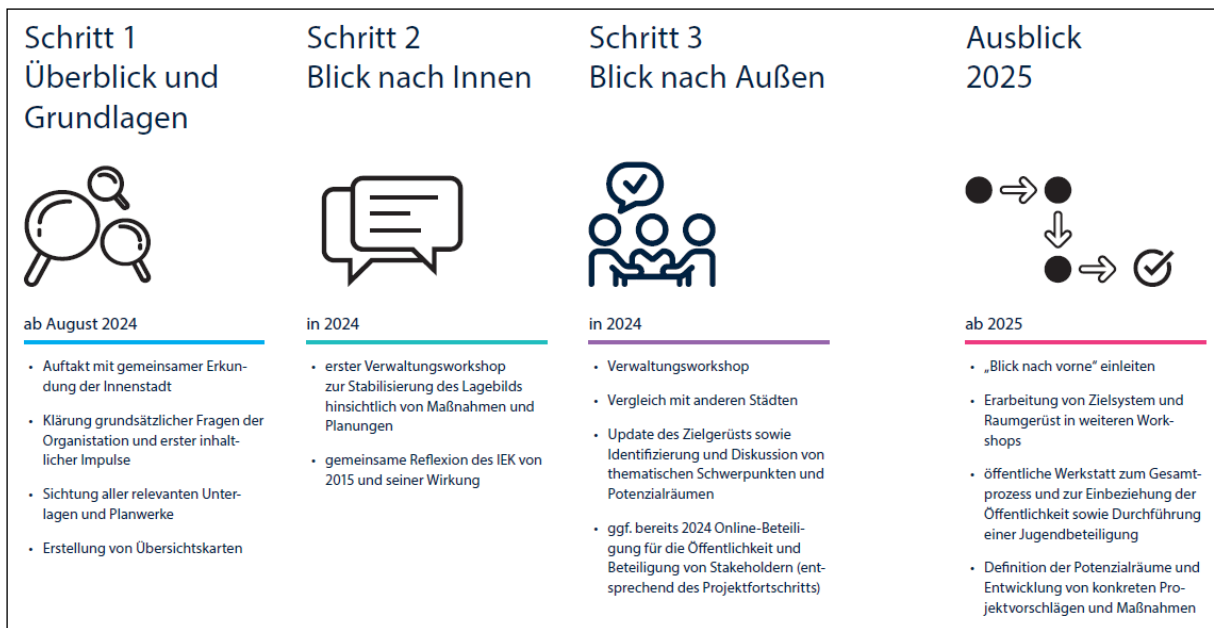 Schritt 1
Überblick und
Grundlagen
ab August 2024
• Auftakt mit gemeinsamer Erkun-
dung der Innenstadt
• Klärung grundsätzlicher Fragen der
Organistation und erster inhalt-
licher Impulse
• Sichtung aller relevanten Unter-
lagen und Planwerke
• Erstellung von Übersichtskarten
Schritt 2
Blick nach Innen
in 2024
• erster Verwaltungsworkshop
zur Stabilisierung des Lagebilds
hinsichtlich von Maßnahmen und
Planungen
• gemeinsame Reflexion des IEK von
2015 und seiner Wirkung
Schritt 3
Blick nach Außen
in 2024
• Verwaltungsworkshop
• Vergleich mit anderen Städten
• Update des Zielgerüsts sowie
Identifizierung und Diskussion von
thematischen Schwerpunkten und
Potenzialräumen
• ggf. bereits 2024 Online-Beteili-
gung für die Öffentlichkeit und
Beteiligung von Stakeholdern (ent-
sprechend des Projektfortschritts)
Ausblick
2025
ab 2025
• „Blick nach vorne" einleiten
• Erarbeitung von Zielsystem und
Raumgerüst in weiteren Work-
shops
• öffentliche Werkstatt zum Gesamt-
prozess und zur Einbeziehung der
Öffentlichkeit sowie Durchführung
einer Jugendbeteiligung
• Definition der Potenzialräume und
Entwicklung von konkreten Pro-
jektvorschlägen und Maßnahmen